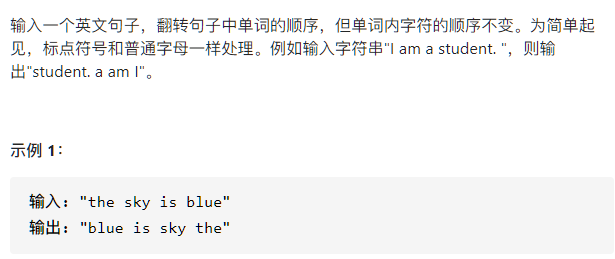 输入一个英文句子，翻转句子中单词的顺序，但单词内字符的顺序不变。为简单起
见，标点符号和普通字母一样处理。例如输入字符串"I am a student. "，则输
出"student. a am I"。
示例 1：
输入："the sky is blue"
输出："blue is sky the"